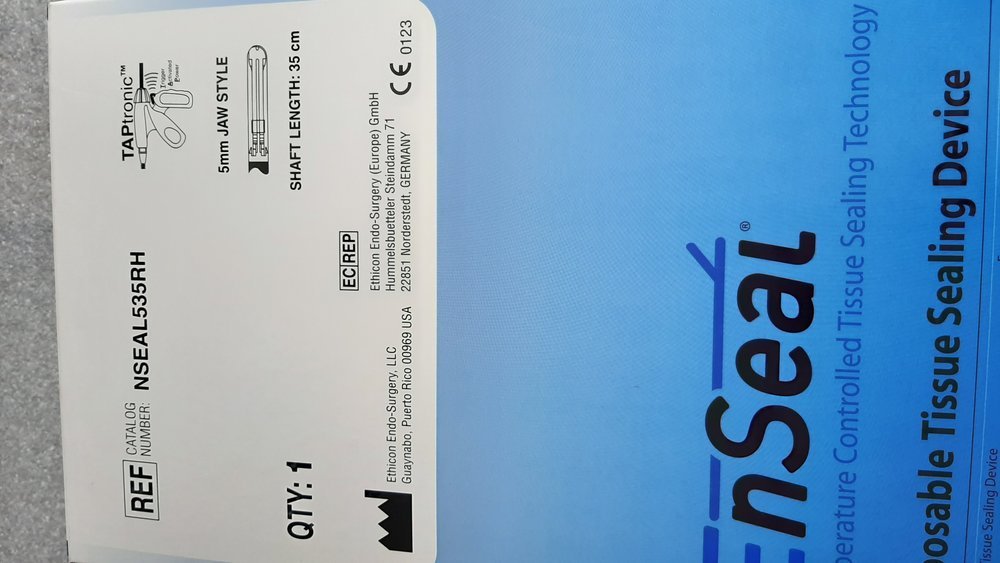 REF CATALOG
NUMBER: NSEAL535RH
TAPtronic™
Trigger
Activated
Power
5mm JAW STYLE
SHAFT LENGTH: 35 cm
QTY: 1
EC REP
Ethicon Endo-Surgery, LLC
Guaynabo, Puerto Rico 00969 USA
Ethicon Endo-Surgery (Europe) GmbH
Hummelsbuetteler Steindamm 71
22851 Norderstedt, GERMANY
CE 0123
EnSeal®
perature Controlled Tissue Sealing Technology
posable Tissue Sealing Device
Tissue Sealing Device